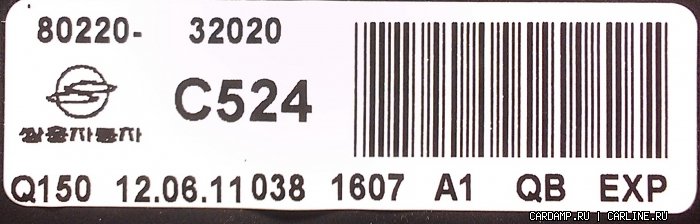 80220- 32020
C524
쌍용자동차
Q150 12.06.11 038 1607 A1 QB EXP
CARDAMP.RU | CARLINE.RU